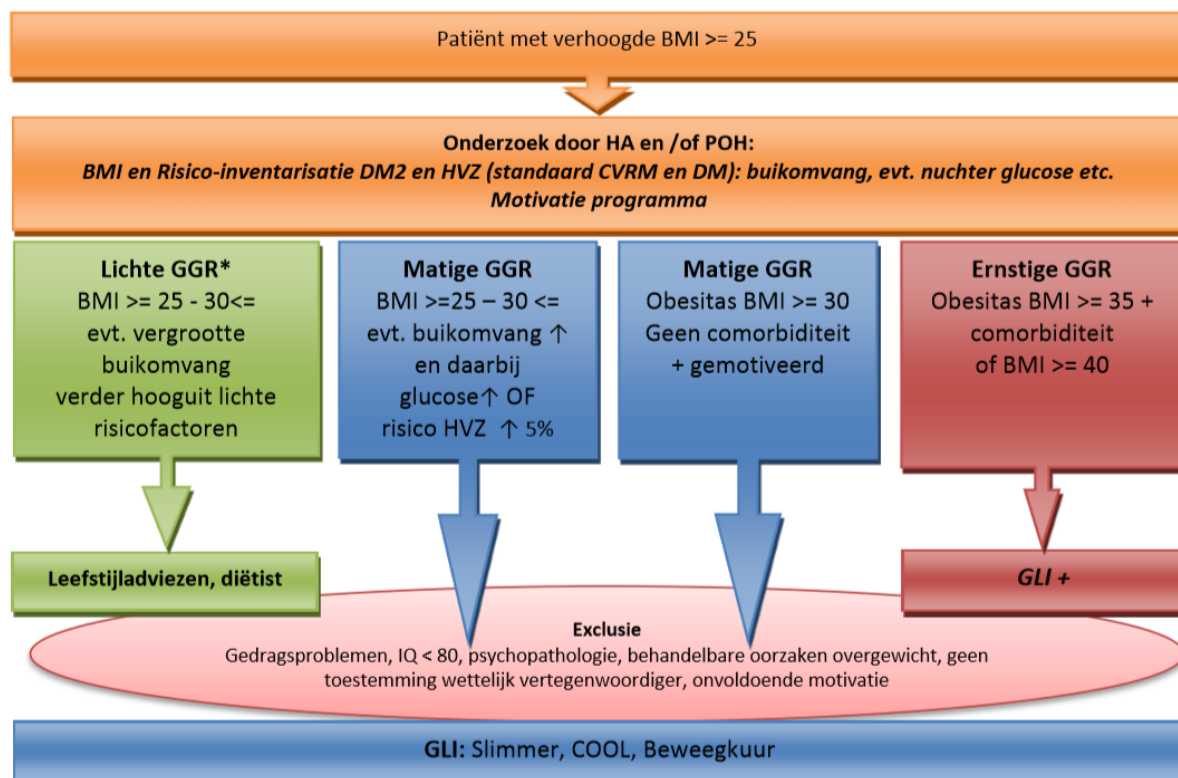 Patiënt met verhoogde BMI >= 25
Onderzoek door HA en /of POH:
BMI en Risico-inventarisatie DM2 en HVZ (standaard CVRM en DM): buikomvang, evt. nuchter glucose etc.
Motivatie programma
Lichte GGR*
BMI >= 25 - 30<=
evt. vergrootte
buikomvang
verder hooguit lichte
risicofactoren
Matige GGR
BMI >=25 – 30 <=
evt. buikomvang ↑
en daarbij
glucose↑ OF
risico HVZ ↑ 5%
Matige GGR
Obesitas BMI >= 30
Geen comorbiditeit
+ gemotiveerd
Ernstige GGR
Obesitas BMI >= 35 +
comorbiditeit
of BMI >= 40
Leefstijladviezen, diëtist
GLI +
Exclusie
Gedragsproblemen, IQ < 80, psychopathologie, behandelbare oorzaken overgewicht, geen
toestemming wettelijk vertegenwoordiger, onvoldoende motivatie
GLI: Slimmer, COOL, Beweegkuur